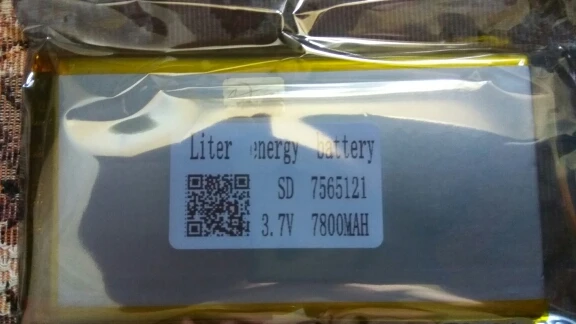 Liter energy battery
SD 7565121
3.7V 7800MAH